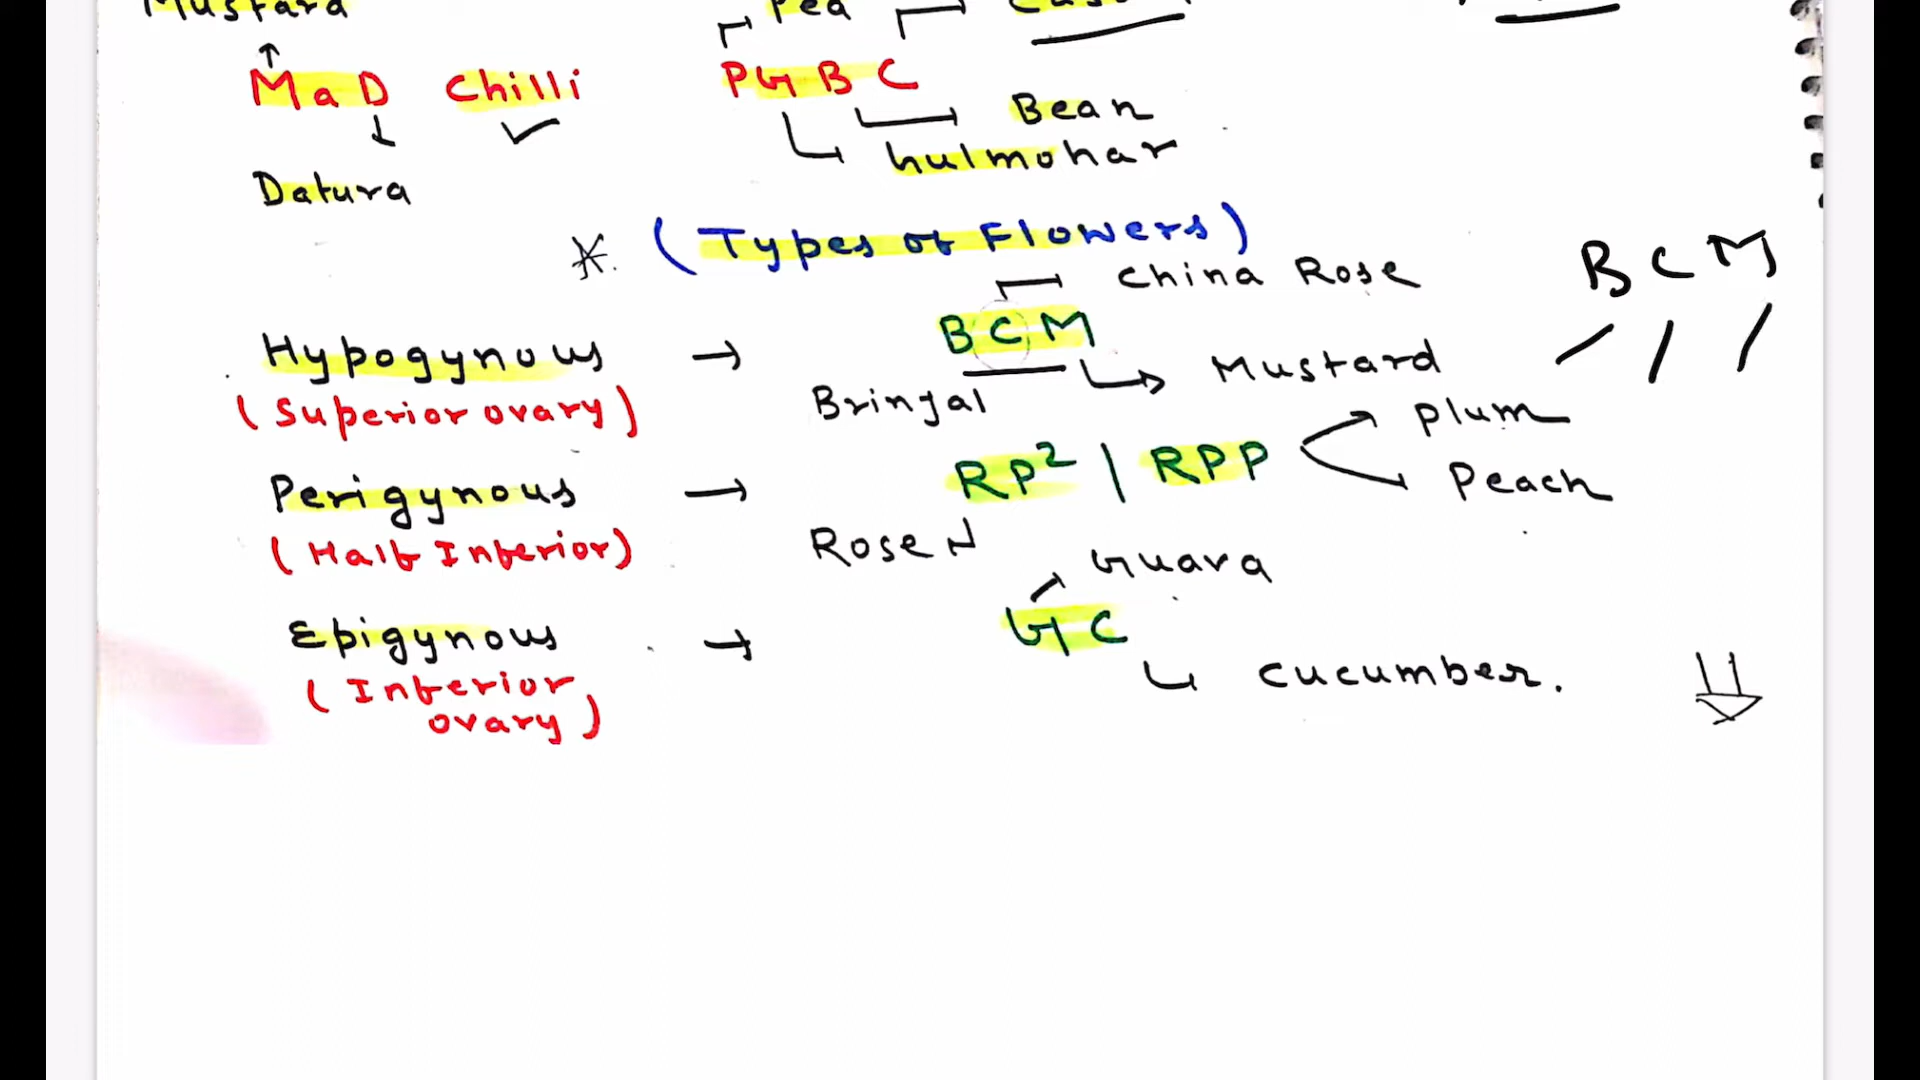 Mustard
Pea
MaD Chilli
PGBC
Bean
Gulmohar
Datura
* (Types of Flowers)
China Rose
BCM
Hypogynous → BCM
Mustard
(Superior ovary)
Bringal
Plum
Perigynous → RP² | RPP
Peach
(Half Inferior)
Rose
Guava
Epigynous → GC
(Inferior ovary)
cucumber.